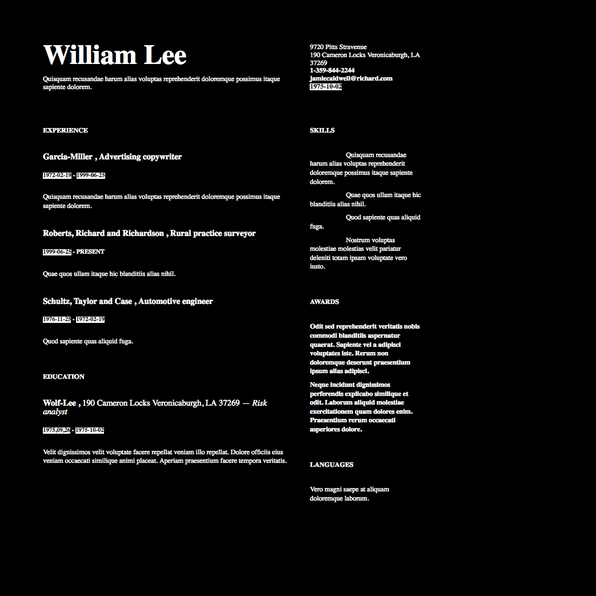 William Lee
Quisquam recusandae harum alias voluptas reprehenderit doloremque possimus itaque
sapiente dolorem.
9720 Pitts Stravenue
190 Cameron Locks Veronicaburgh, LA
37269
1-359-844-2244
jamiecaldwell@richard.com
1975-10-02
EXPERIENCE
Garcia-Miller , Advertising copywriter
1972-02-19 - 1999-06-25
Quisquam recusandae harum alias voluptas reprehenderit doloremque possimus itaque
sapiente dolorem.
Roberts, Richard and Richardson , Rural practice surveyor
1999-06-25 - PRESENT
Quae quos ullam itaque hic blanditiis alias nihil.
Schultz, Taylor and Case , Automotive engineer
1976-11-25 - 1972-02-19
Quod sapiente quas aliquid fuga.
EDUCATION
Wolf-Lee , 190 Cameron Locks Veronicaburgh, LA 37269 — Risk
analyst
1975-10-02
Velit dignissimos velit voluptate facere repellat veniam illo repellat. Dolore officiis eius
veniam occaecati similique animi placeat. Aperiam praesentium facere tempora veritatis.
SKILLS
Quisquam recusandae
harum alias voluptas reprehenderit
doloremque possimus itaque sapiente
dolorem.
Quae quos ullam itaque hic
blanditiis alias nihil.
Quod sapiente quas aliquid
fuga.
Nostrum voluptas
molestiae molestias velit pariatur
deleniti totam ipsam voluptate vero
iusto.
AWARDS
Odit sed reprehenderit veritatis nobis
commodi blanditiis aspernatur
quaerat. Sapiente vel a adipisci
voluptates iste. Rerum non
doloremque deserunt praesentium
ipsum alias adipisci.
Neque incidunt dignissimos
perferendis explicabo similique et
odit. Laborum aliquid molestiae
exercitationem quam dolores enim.
Praesentium rerum occaecati
asperiores dolore.
LANGUAGES
Vero magni saepe at aliquam
doloremque laborum.